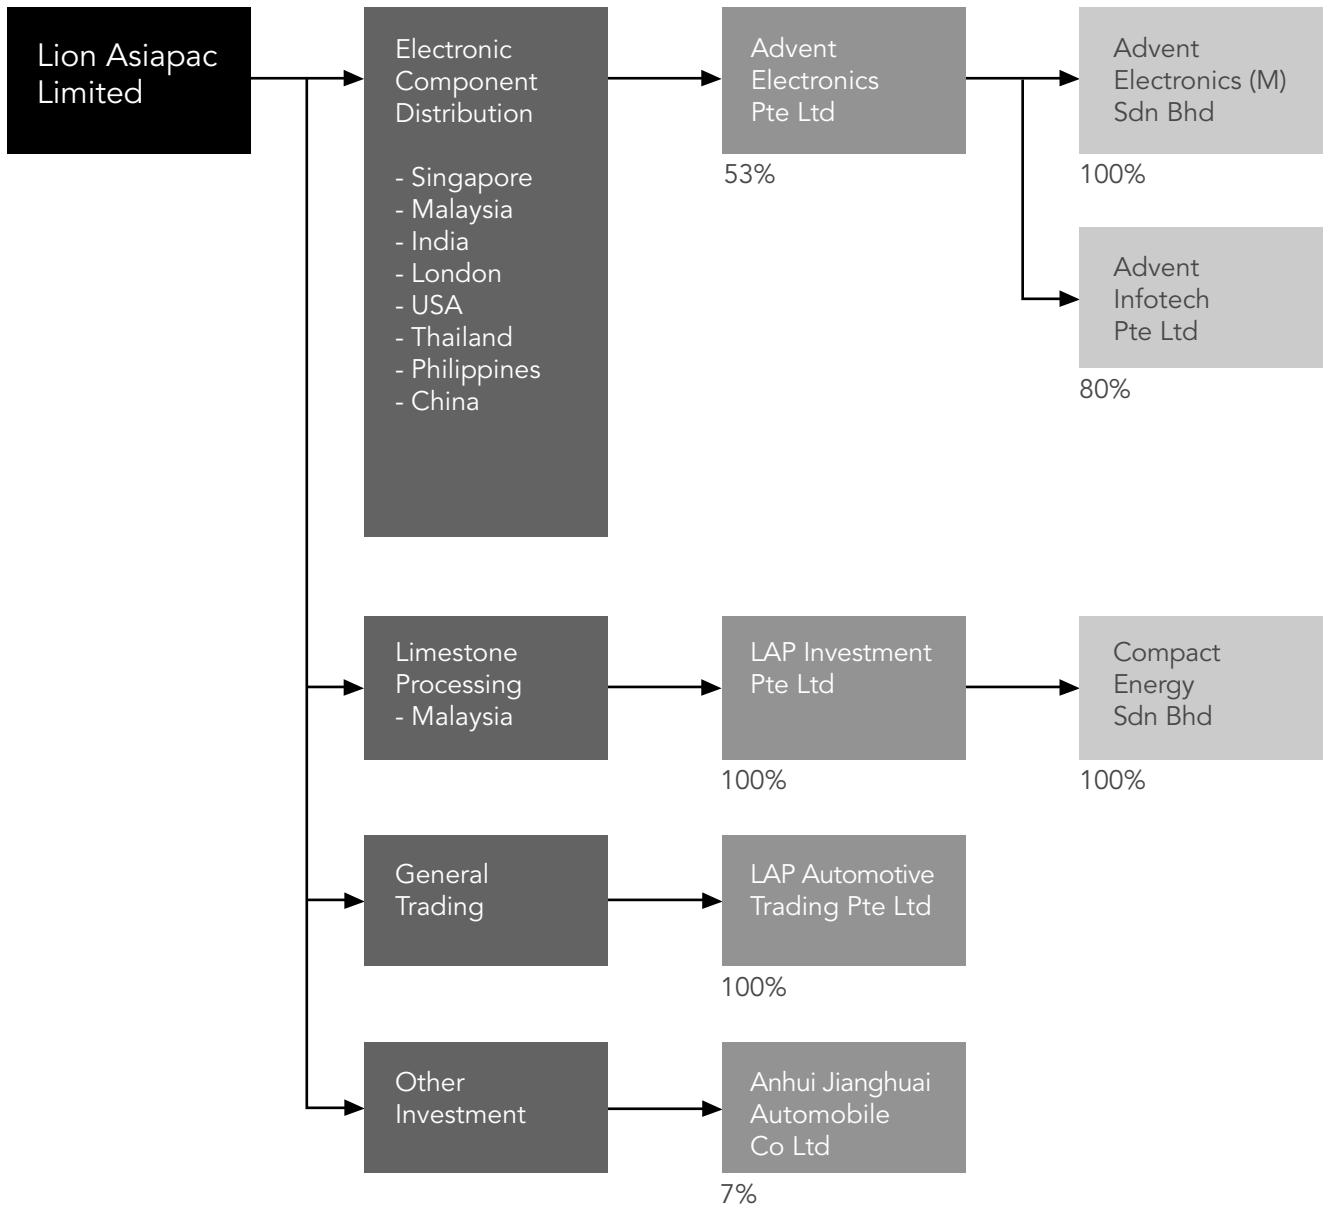 Lion Asiapac
Limited
Electronic
Component
Distribution
- Singapore
- Malaysia
- India
- London
- USA
- Thailand
- Philippines
- China
Advent
Electronics
Pte Ltd
53%
Advent
Electronics (M)
Sdn Bhd
100%
Advent
Infotech
Pte Ltd
80%
Limestone
Processing
- Malaysia
LAP Investment
Pte Ltd
100%
Compact
Energy
Sdn Bhd
100%
General
Trading
LAP Automotive
Trading Pte Ltd
100%
Other
Investment
Anhui Jianghuai
Automobile
Co Ltd
7%